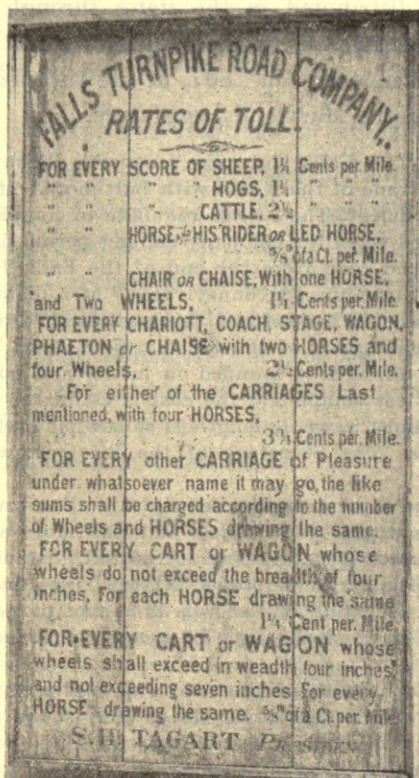 FALLS TURNPIKE ROAD COMPANY.
RATES OF TOLL.
FOR EVERY SCORE OF SHEEP, 1¼ Cents per. Mile.
" " " " HOGS, 1¼ " " "
" " " " CATTLE, 2½ " " "
" " HORSE & HIS RIDER OR LED HORSE,
⅝ths of a Ct. per. Mile.
" " CHAIR OR CHAISE, With one HORSE,
and Two WHEELS, 1¼ Cents per. Mile
FOR EVERY CHARIOTT, COACH, STAGE, WAGON,
PHAETON or CHAISE with two HORSES and
four Wheels, 2½ Cents per. Mile.
For either of the CARRIAGES Last
mentioned, with four HORSES,
3¾ Cents per. Mile.
FOR EVERY other CARRIAGE of Pleasure
under whatsoever name it may go, the like
sums shall be charged according to the number
of Wheels and HORSES drawing the same.
FOR EVERY CART or WAGON whose
wheels do not exceed the breadth of four
inches, For each HORSE drawing the same
1¼ Cent per. Mile
FOR EVERY CART or WAGON whose
wheels shall exceed in weadth four inches,
and not exceeding seven inches for every
HORSE drawing the same. ⅝ths of a Ct. per. Mile
S.H. TAGART President